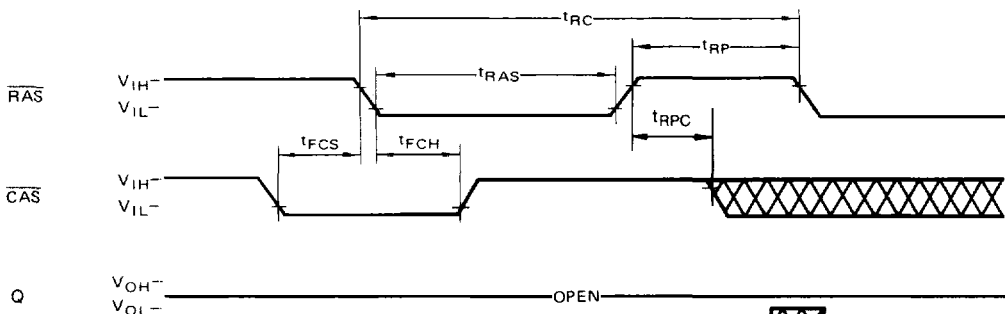 tRC
tRP
RAS
VIH
VIL
tRAS
tRPC
tFCS
tFCH
CAS
VIH
VIL
Q
VOH
VOL
OPEN